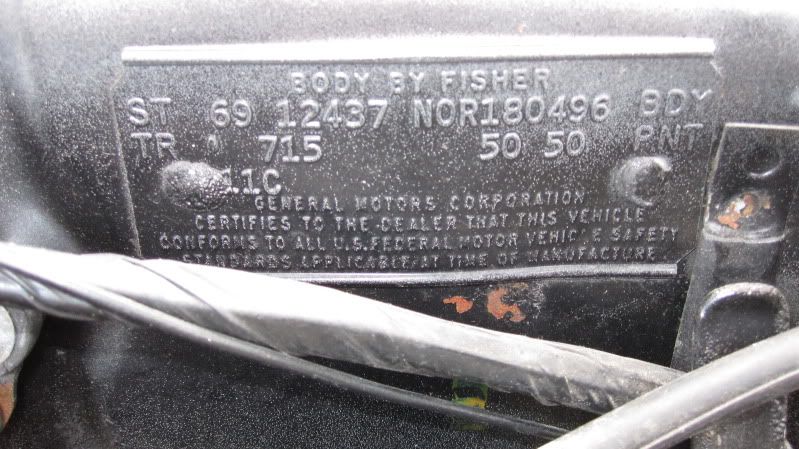 BODY BY FISHER
ST 69 12437 NOR180496 BDY
TR 715 50 50 PNT
11C
GENERAL MOTORS CORPORATION
CERTIFIES TO THE DEALER THAT THIS VEHICLE
CONFORMS TO ALL U.S. FEDERAL MOTOR VEHIC E SAFETY
STANDARDS APPLICABLE AT TIME OF MANUFACTURE